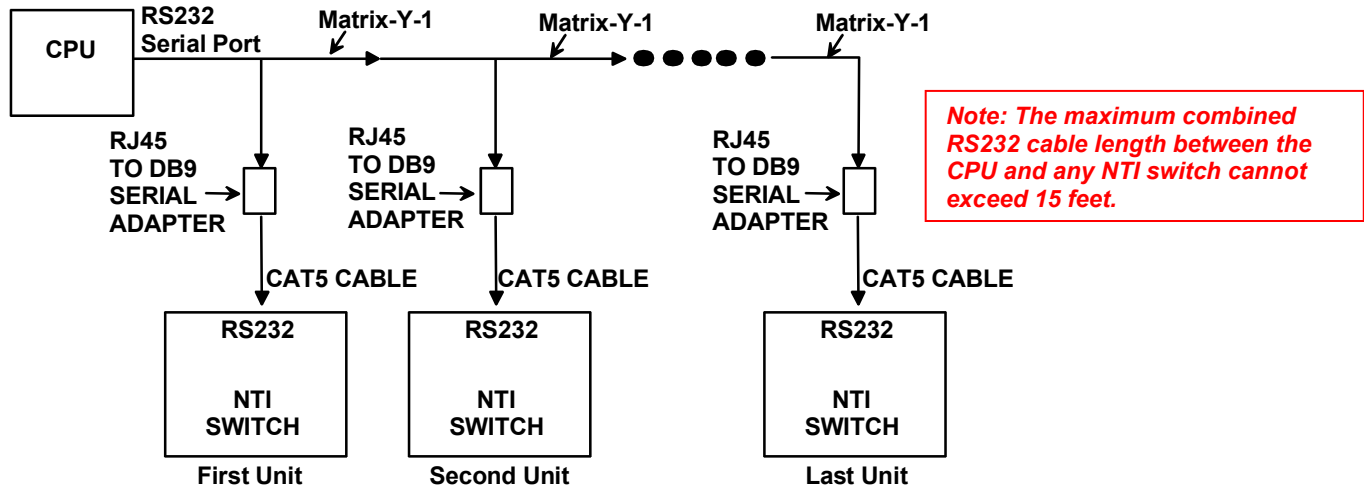 RS232
Serial Port
CPU
Matrix-Y-1
Matrix-Y-1
Matrix-Y-1
Note: The maximum combined
RS232 cable length between the
CPU and any NTI switch cannot
exceed 15 feet.
RJ45
TO DB9
SERIAL
ADAPTER
RJ45
TO DB9
SERIAL
ADAPTER
RJ45
TO DB9
SERIAL
ADAPTER
CAT5 CABLE
CAT5 CABLE
CAT5 CABLE
RS232
NTI
SWITCH
First Unit
RS232
NTI
SWITCH
Second Unit
RS232
NTI
SWITCH
Last Unit